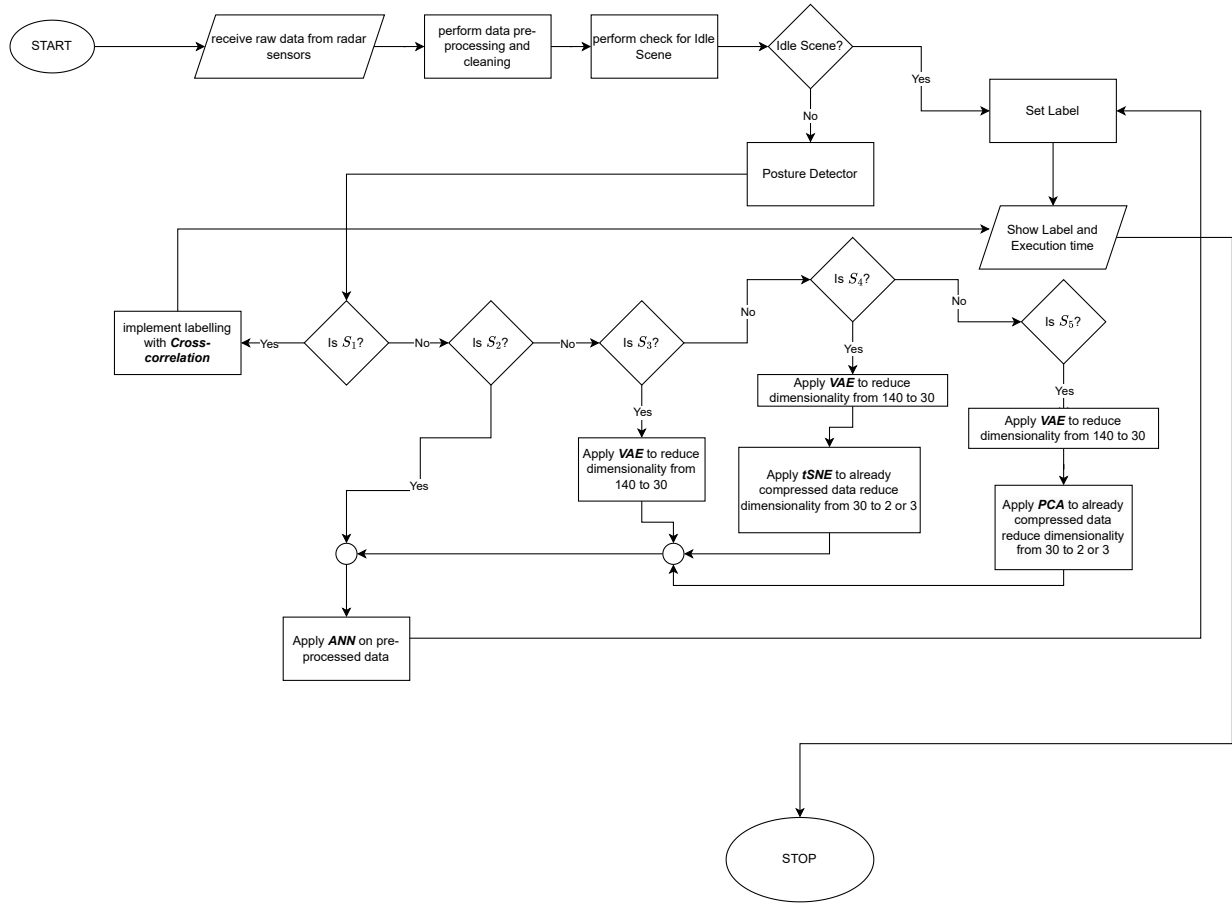 START
receive raw data from radar
sensors
perform data pre-
processing and
cleaning
perform check for Idle
Scene
Idle Scene?
Yes
No
Set Label
Posture Detector
Show Label and
Execution time
implement labelling
with Cross-
correlation
Yes
Is S₁?
No
Is S₂?
No
Is S₃?
No
Is S₄?
No
Is S₅?
Yes
Yes
Yes
Yes
Apply VAE to reduce
dimensionality from 140 to 30
Apply VAE to reduce
dimensionality from 140 to 30
Apply VAE to reduce
dimensionality from
140 to 30
Apply tSNE to already
compressed data reduce
dimensionality from 30 to 2 or 3
Apply PCA to already
compressed data
reduce dimensionality
from 30 to 2 or 3
Apply ANN on pre-
processed data
STOP